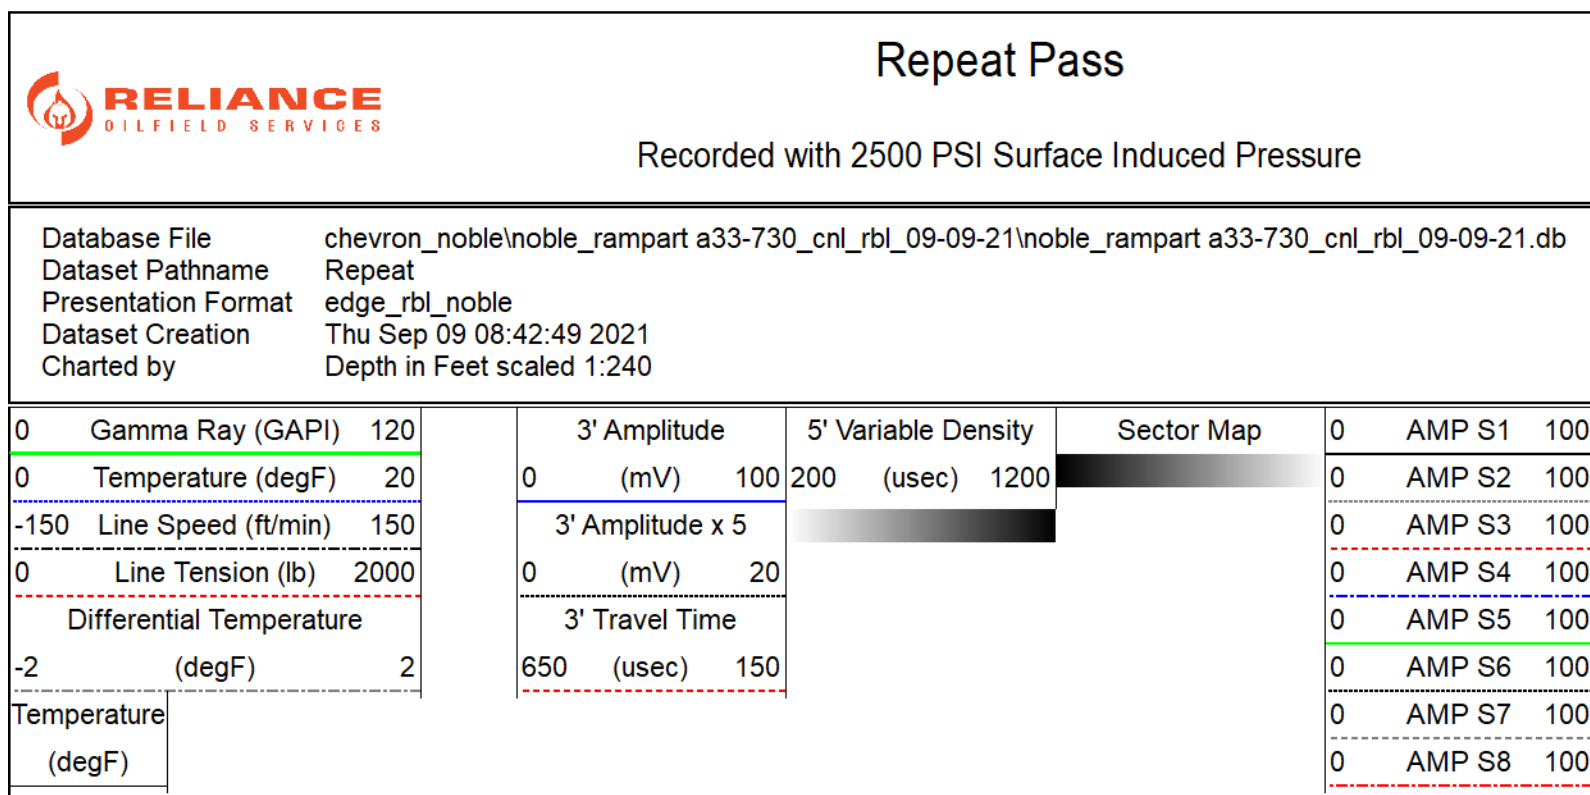 Repeat Pass
RELIANCE
OILFIELD SERVICES
Recorded with 2500 PSI Surface Induced Pressure
Database File chevron_noble\noble_rampart a33-730_cnl_rbl_09-09-21\noble_rampart a33-730_cnl_rbl_09-09-21.db
Dataset Pathname Repeat
Presentation Format edge_rbl_noble
Dataset Creation Thu Sep 09 08:42:49 2021
Charted by Depth in Feet scaled 1:240
0 Gamma Ray (GAPI) 120
0 Temperature (degF) 20
-150 Line Speed (ft/min) 150
0 Line Tension (lb) 2000
Differential Temperature
-2 (degF) 2
Temperature
(degF)
3' Amplitude
0 (mV) 100
3' Amplitude x 5
0 (mV) 20
3' Travel Time
650 (usec) 150
5' Variable Density
200 (usec) 1200
Sector Map
0 AMP S1 100
0 AMP S2 100
0 AMP S3 100
0 AMP S4 100
0 AMP S5 100
0 AMP S6 100
0 AMP S7 100
0 AMP S8 100